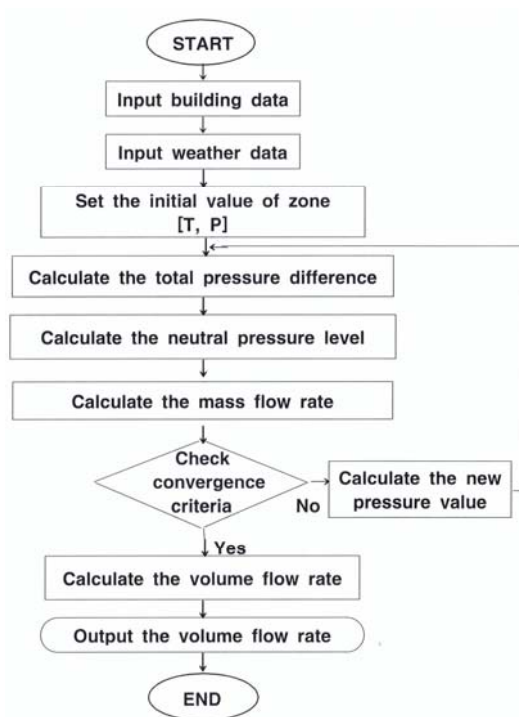 START
Input building data
Input weather data
Set the initial value of zone
[T, P]
Calculate the total pressure difference
Calculate the neutral pressure level
Calculate the mass flow rate
Check
convergence
criteria
No
Calculate the new
pressure value
Yes
Calculate the volume flow rate
Output the volume flow rate
END